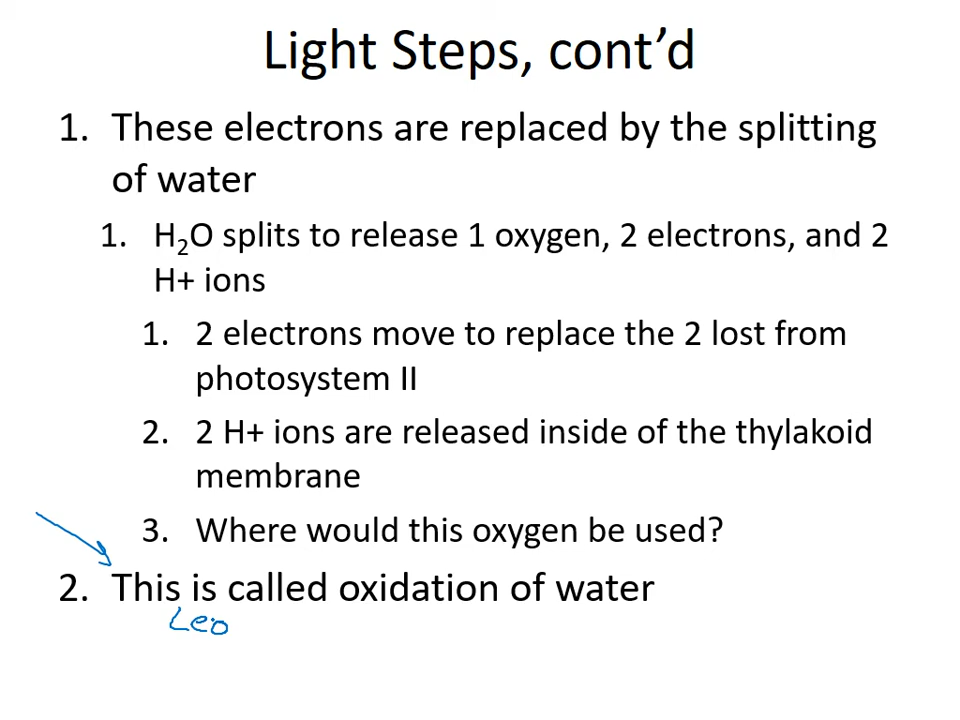 Light Steps, cont’d
1. These electrons are replaced by the splitting
of water
1. H₂O splits to release 1 oxygen, 2 electrons, and 2
H+ ions
1. 2 electrons move to replace the 2 lost from
photosystem II
2. 2 H+ ions are released inside of the thylakoid
membrane
3. Where would this oxygen be used?
2. This is called oxidation of water
Leo